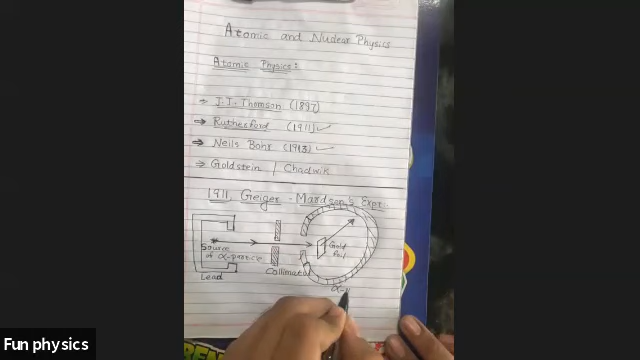 Atomic and Nuclear Physics
Atomic Physics:
⇒ J.J. Thomson (1897)
⇒ Rutherford (1911) ✓
⇒ Neils Bohr (1913) ✓
⇒ Goldstein / Chadwik
1911, Geiger - Mardson's Expt
Source
of α-particle
Lead
Collimator
Gold
foil
Fun physics